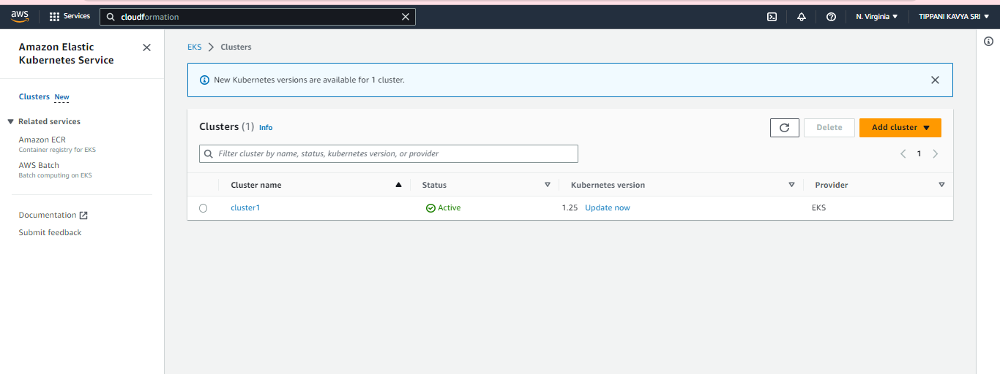 aws
Services
cloudformation
N. Virginia
TIPPANI KAVYA SRI
Amazon Elastic
Kubernetes Service
Clusters New
Related services
Amazon ECR
Container registry for EKS
AWS Batch
Batch computing on EKS
Documentation
Submit feedback
EKS > Clusters
New Kubernetes versions are available for 1 cluster.
Clusters (1) Info
Delete
Add cluster
Filter cluster by name, status, kubernetes version, or provider
1
Cluster name Status Kubernetes version Provider
cluster1 Active 1.25 Update now EKS